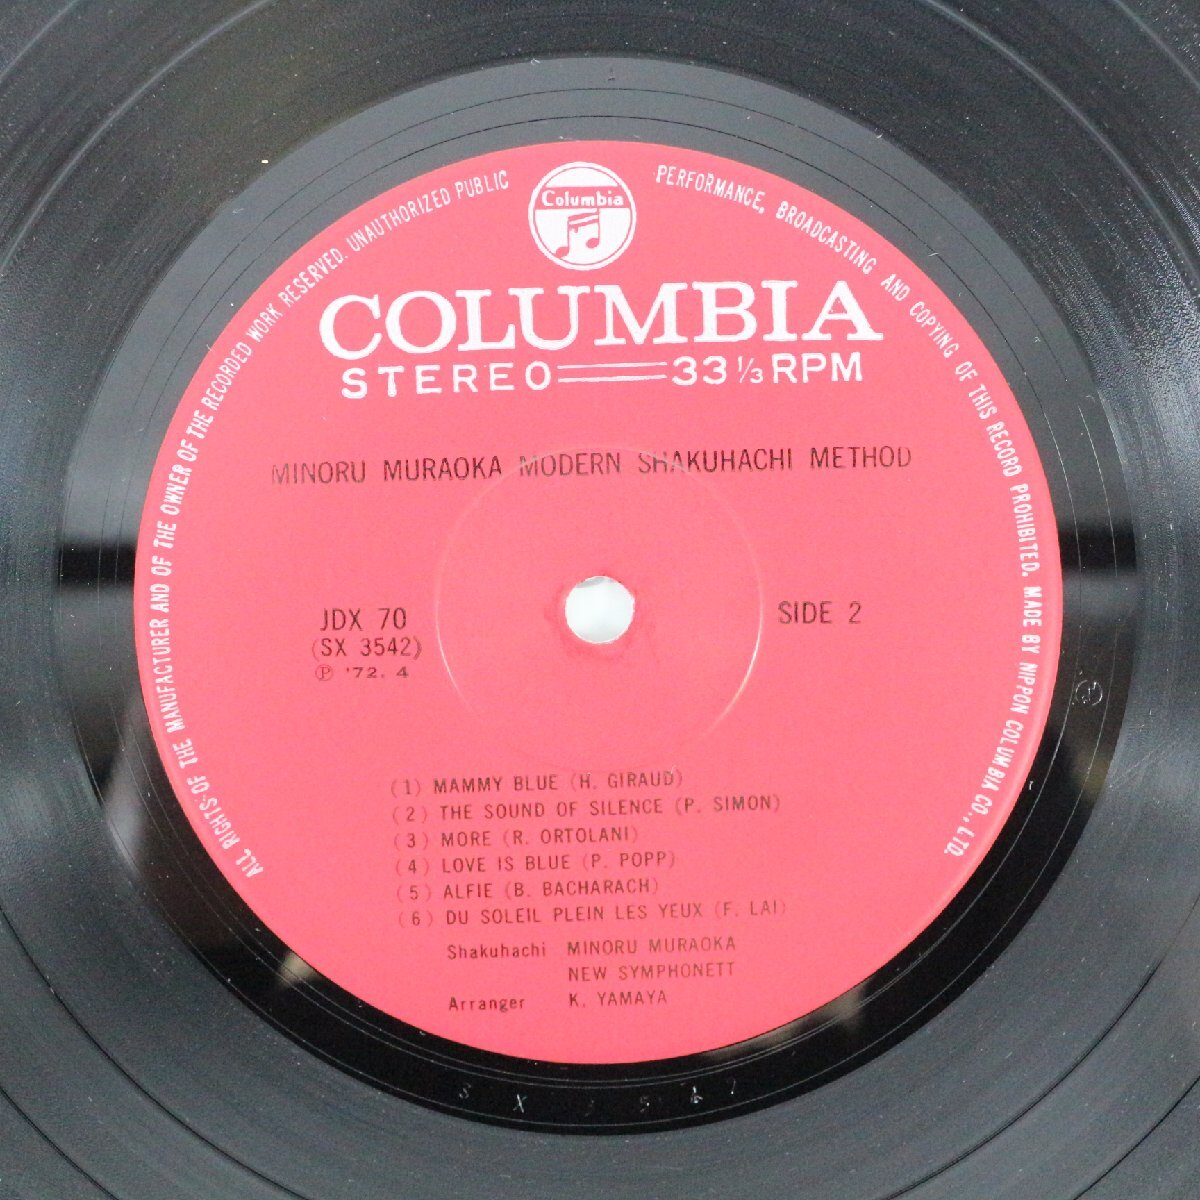 Columbia
ALL RIGHTS OF THE MANUFACTURER AND OF THE OWNER OF THE RECORDED WORK RESERVED. UNAUTHORIZED PUBLIC PERFORMANCE, BROADCASTING AND COPYING OF THIS RECORD PROHIBITED. MADE BY NIPPON COLUMBIA CO., LTD.
COLUMBIA
STEREO 33 1/3 RPM
MINORU MURAOKA MODERN SHAKUHACHI METHOD
JDX 70
SIDE 2
(SX 3542)
Ⓟ '72. 4
(1) MAMMY BLUE (H. GIRAUD)
(2) THE SOUND OF SILENCE (P. SIMON)
(3) MORE (R. ORTOLANI)
(4) LOVE IS BLUE (P. POPP)
(5) ALFIE (B. BACHARACH)
(6) DU SOLEIL PLEIN LES YEUX (F. LAI)
Shakuhachi MINORU MURAOKA
NEW SYMPHONETT
Arranger K. YAMAYA